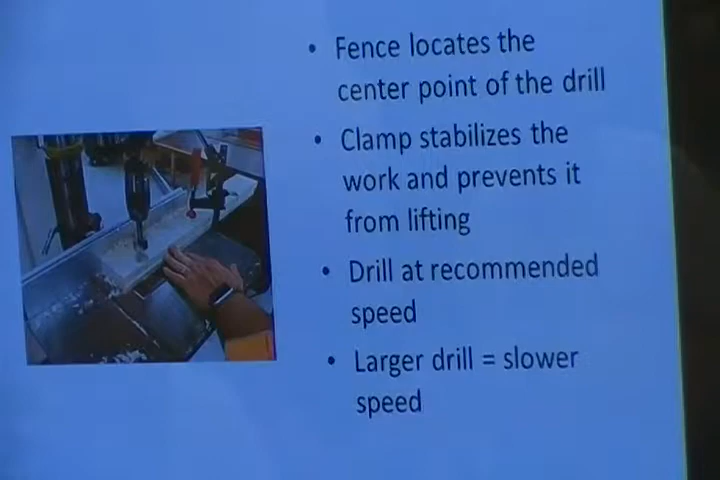 • Fence locates the
center point of the drill
• Clamp stabilizes the
work and prevents it
from lifting
• Drill at recommended
speed
• Larger drill = slower
speed